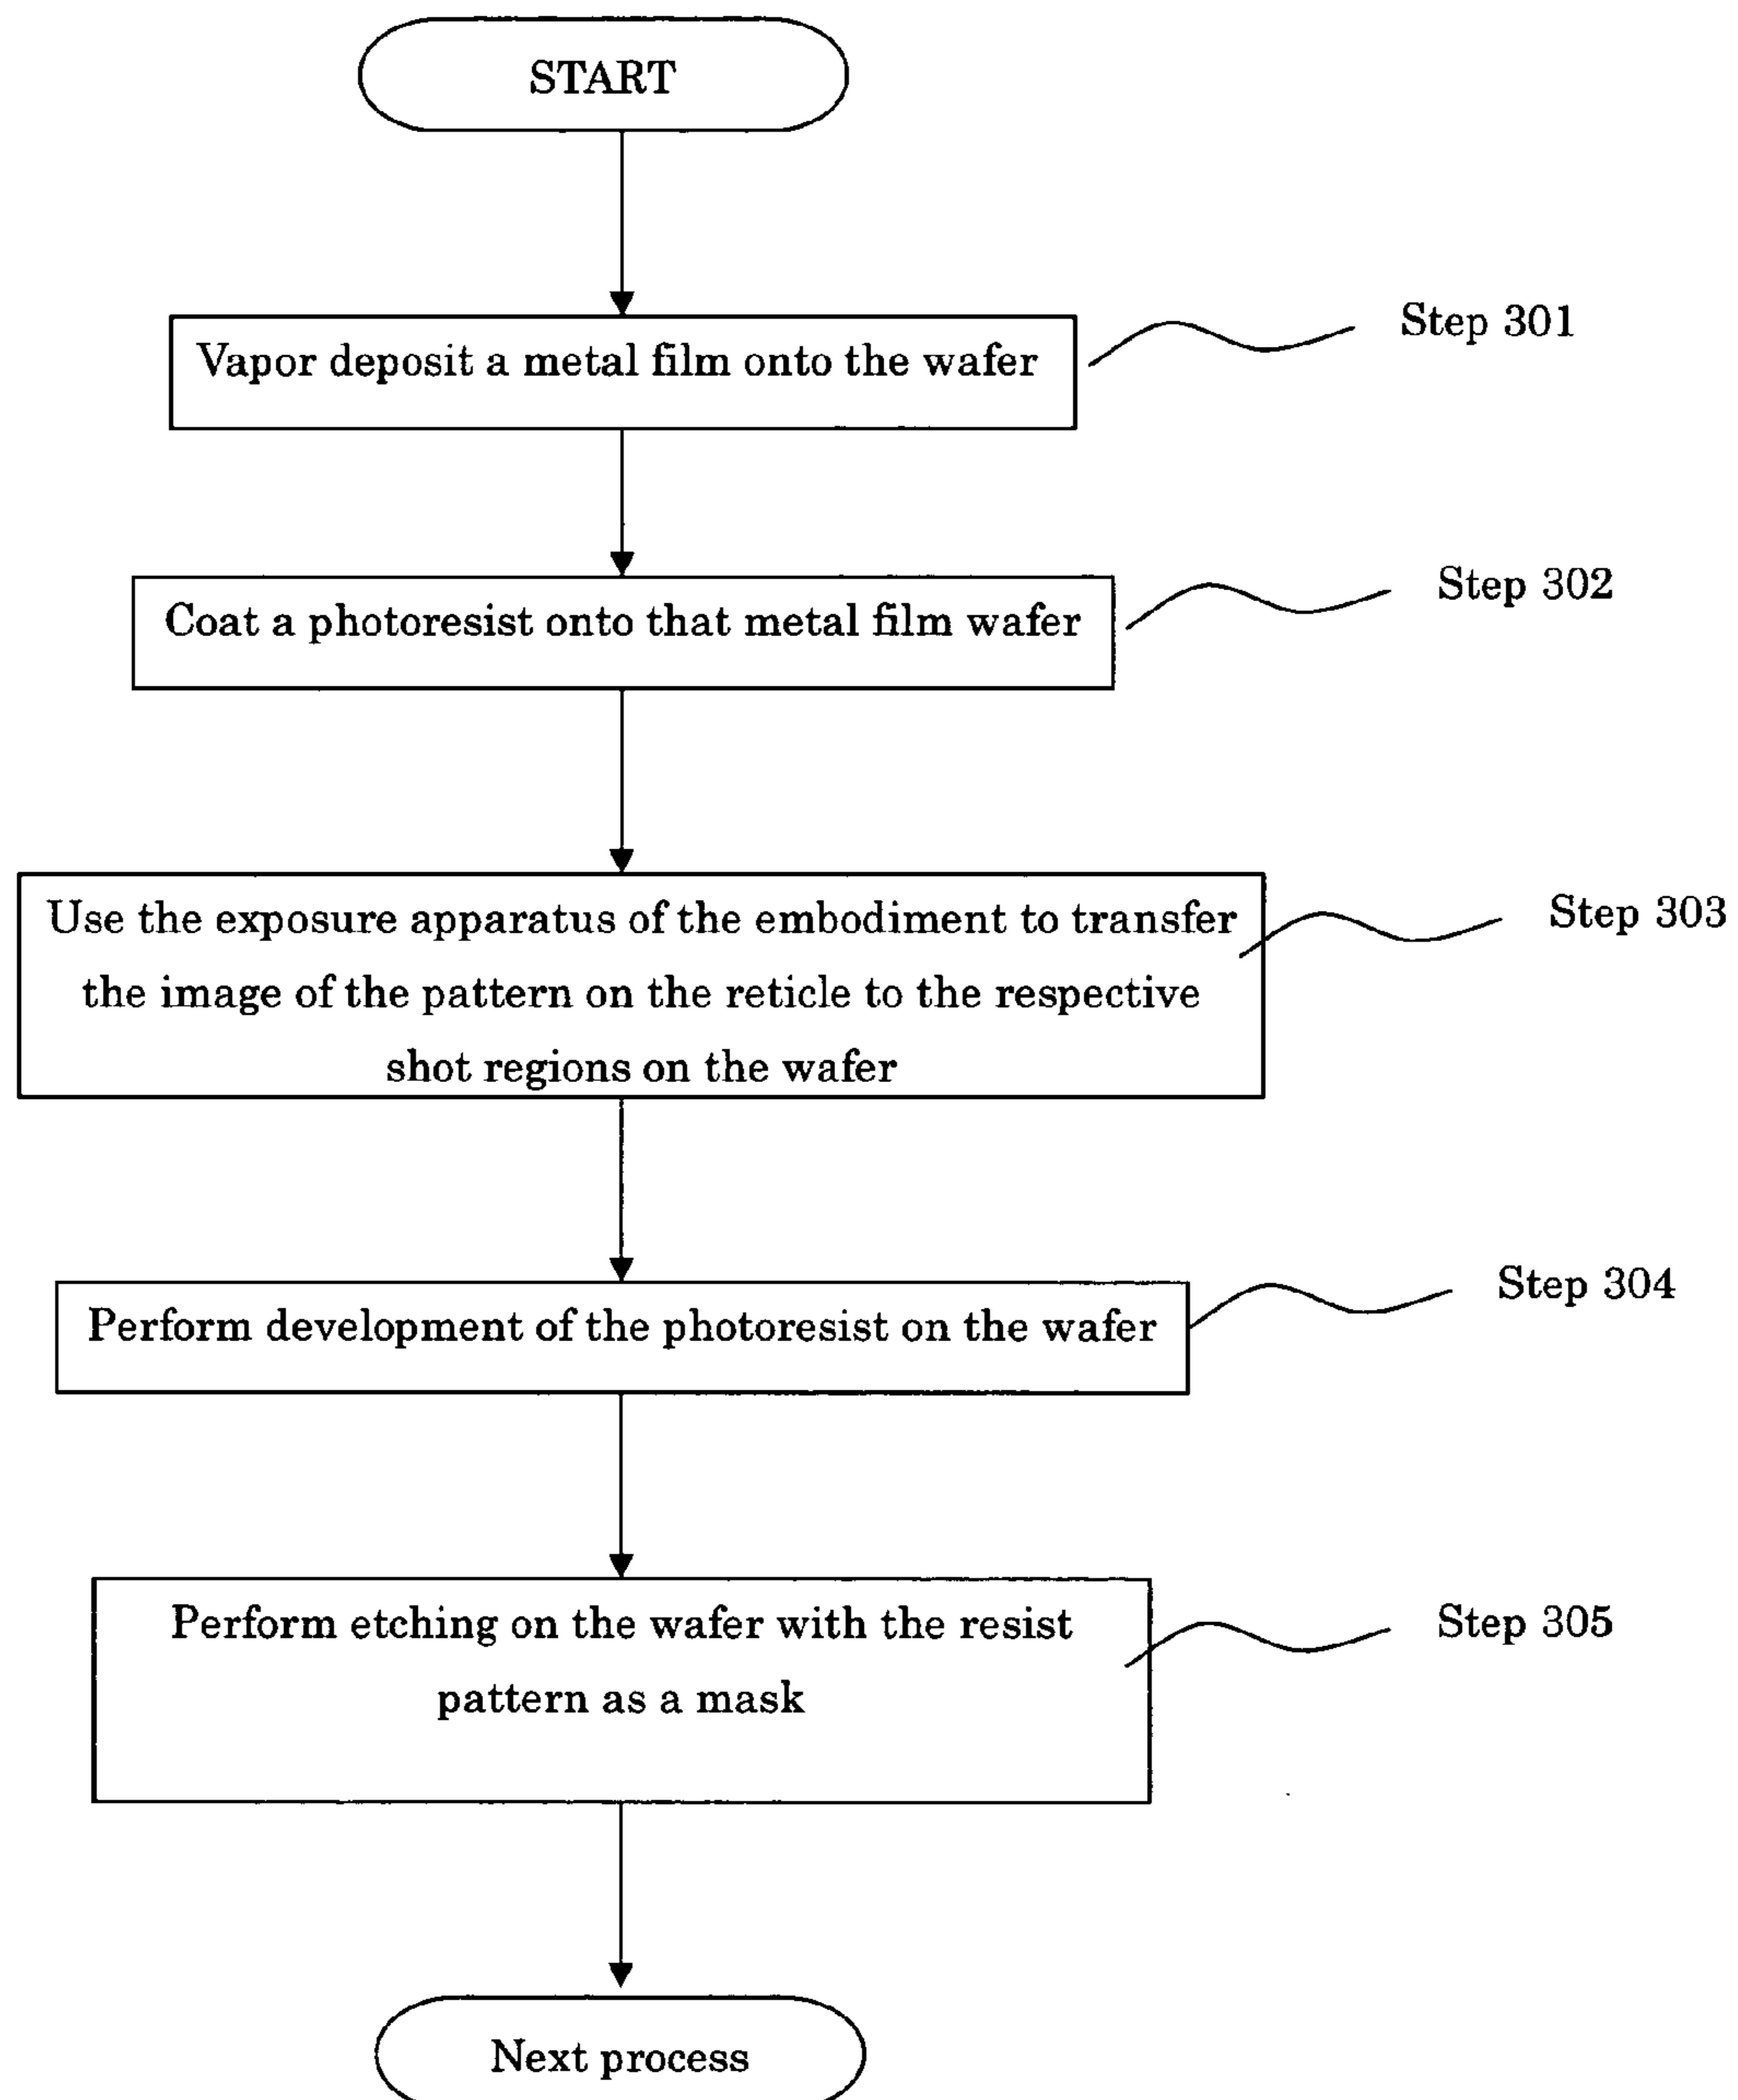 START
Vapor deposit a metal film onto the wafer
Step 301
Coat a photoresist onto that metal film wafer
Step 302
Use the exposure apparatus of the embodiment to transfer
the image of the pattern on the reticle to the respective
shot regions on the wafer
Step 303
Perform development of the photoresist on the wafer
Step 304
Perform etching on the wafer with the resist
pattern as a mask
Step 305
Next process